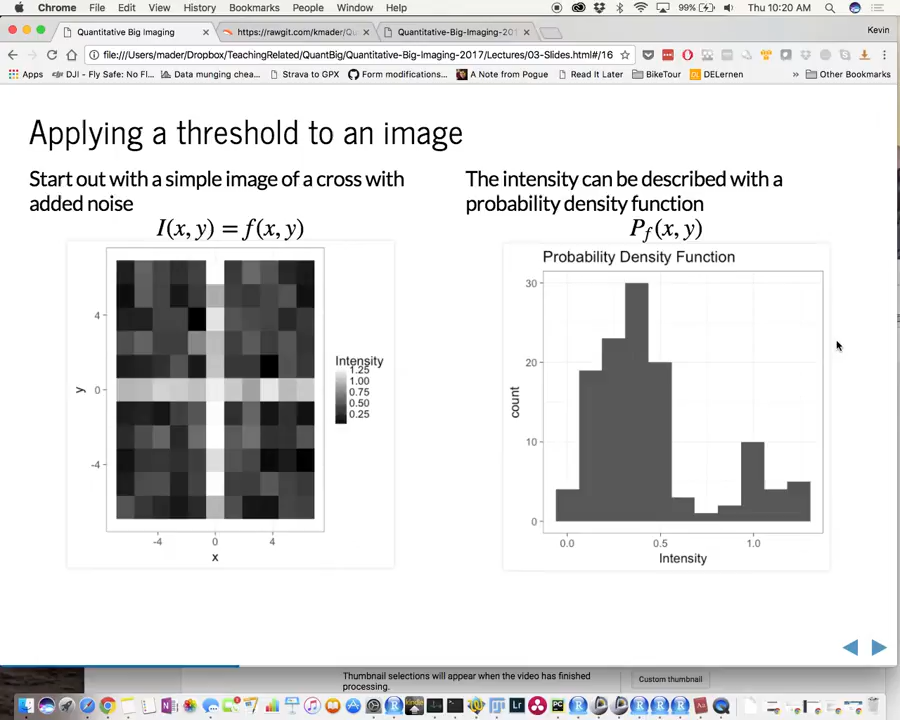 Chrome File Edit View History Bookmarks People Window Help 99% Thu 10:20 AM
Quantitative Big Imaging × https://rawgit.com/kmader/Qu × Quantitative-Big-Imaging-201 × Kevin
file:///Users/mader/Dropbox/TeachingRelated/QuantBig/Quantitative-Big-Imaging-2017/Lectures/03-Slides.html#/16
Apps DJI - Fly Safe: No Fl... Data munging chea... Strava to GPX Form modifications... A Note from Pogue Read It Later BikeTour DELernen » Other Bookmarks
Applying a threshold to an image
Start out with a simple image of a cross with
added noise
I(x, y) = f(x, y)
4
0
-4
y
-4 0 4
x
Intensity
1.25
1.00
0.75
0.50
0.25
The intensity can be described with a
probability density function
P_f(x, y)
Probability Density Function
30
20
10
0
count
0.0 0.5 1.0
Intensity
Thumbnail selections will appear when the video has finished
processing.
Custom thumbnail